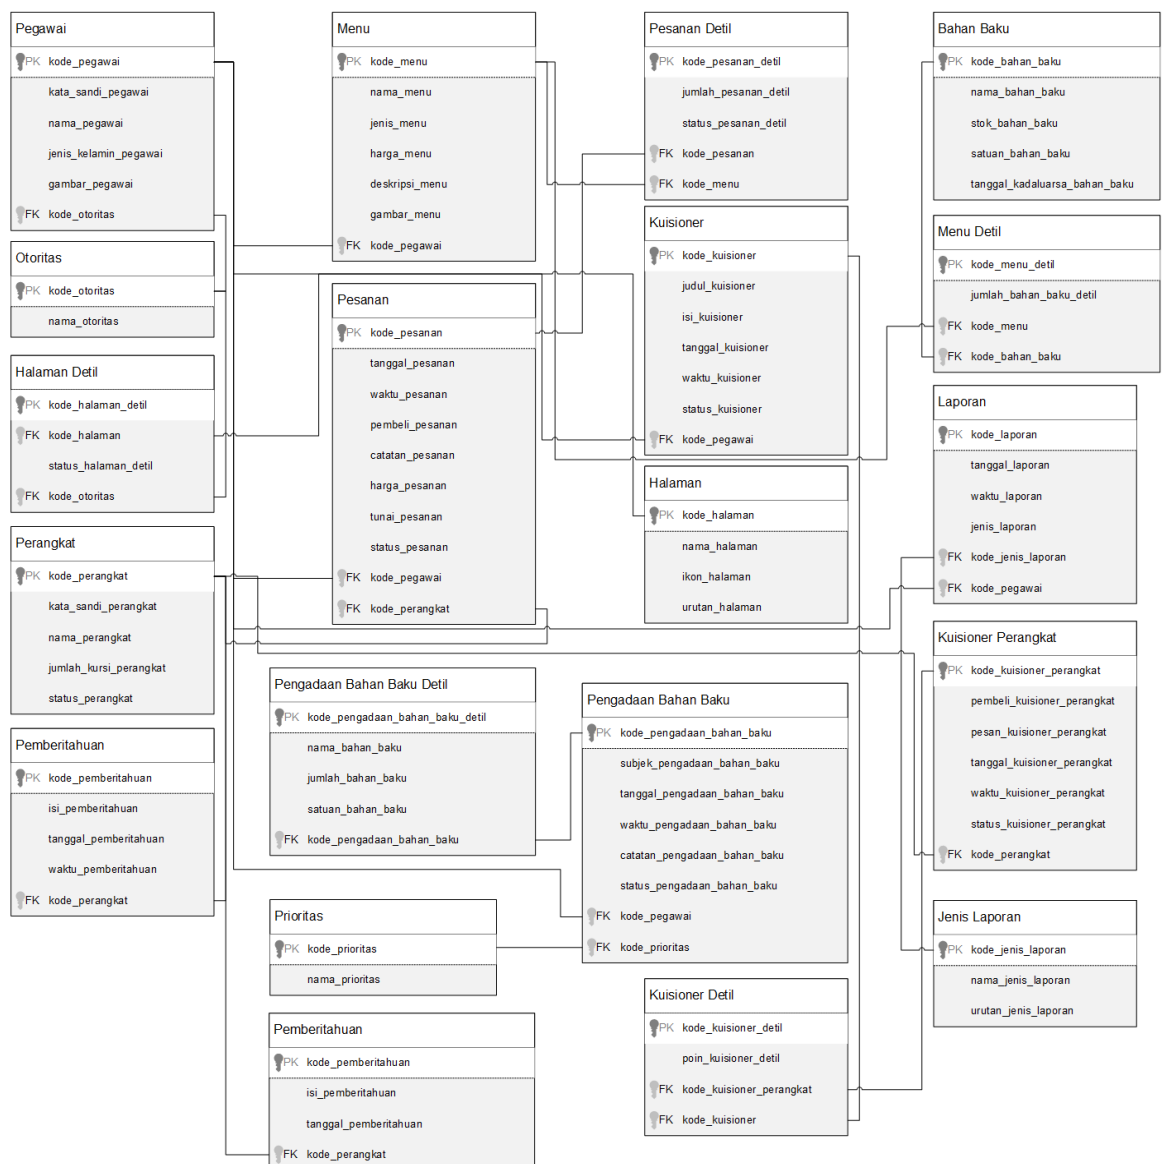 Pegawai
PK kode_pegawai
kata_sandi_pegawai
nama_pegawai
jenis_kelamin_pegawai
gambar_pegawai
FK kode_otoritas
Otoritas
PK kode_otoritas
nama_otoritas
Halaman Detil
PK kode_halaman_detil
FK kode_halaman
status_halaman_detil
FK kode_otoritas
Perangkat
PK kode_perangkat
kata_sandi_perangkat
nama_perangkat
jumlah_kursi_perangkat
status_perangkat
Pemberitahuan
PK kode_pemberitahuan
isi_pemberitahuan
tanggal_pemberitahuan
waktu_pemberitahuan
FK kode_perangkat
Menu
PK kode_menu
nama_menu
jenis_menu
harga_menu
deskripsi_menu
gambar_menu
FK kode_pegawai
Pesanan
PK kode_pesanan
tanggal_pesanan
waktu_pesanan
pembeli_pesanan
catatan_pesanan
harga_pesanan
tunai_pesanan
status_pesanan
FK kode_pegawai
FK kode_perangkat
Pengadaan Bahan Baku Detil
PK kode_pengadaan_bahan_baku_detil
nama_bahan_baku
jumlah_bahan_baku
satuan_bahan_baku
FK kode_pengadaan_bahan_baku
Prioritas
PK kode_prioritas
nama_prioritas
Pemberitahuan
PK kode_pemberitahuan
isi_pemberitahuan
tanggal_pemberitahuan
FK kode_perangkat
Pesanan Detil
PK kode_pesanan_detil
jumlah_pesanan_detil
status_pesanan_detil
FK kode_pesanan
FK kode_menu
Kuisioner
PK kode_kuisioner
judul_kuisioner
isi_kuisioner
tanggal_kuisioner
waktu_kuisioner
status_kuisioner
FK kode_pegawai
Halaman
PK kode_halaman
nama_halaman
ikon_halaman
urutan_halaman
Pengadaan Bahan Baku
PK kode_pengadaan_bahan_baku
subjek_pengadaan_bahan_baku
tanggal_pengadaan_bahan_baku
waktu_pengadaan_bahan_baku
catatan_pengadaan_bahan_baku
status_pengadaan_bahan_baku
FK kode_pegawai
FK kode_prioritas
Kuisioner Detil
PK kode_kuisioner_detil
poin_kuisioner_detil
FK kode_kuisioner_perangkat
FK kode_kuisioner
Bahan Baku
PK kode_bahan_baku
nama_bahan_baku
stok_bahan_baku
satuan_bahan_baku
tanggal_kadaluarsa_bahan_baku
Menu Detil
PK kode_menu_detil
jumlah_bahan_baku_detil
FK kode_menu
FK kode_bahan_baku
Laporan
PK kode_laporan
tanggal_laporan
waktu_laporan
jenis_laporan
FK kode_jenis_laporan
FK kode_pegawai
Kuisioner Perangkat
PK kode_kuisioner_perangkat
pembeli_kuisioner_perangkat
pesan_kuisioner_perangkat
tanggal_kuisioner_perangkat
waktu_kuisioner_perangkat
status_kuisioner_perangkat
FK kode_perangkat
Jenis Laporan
PK kode_jenis_laporan
nama_jenis_laporan
urutan_jenis_laporan